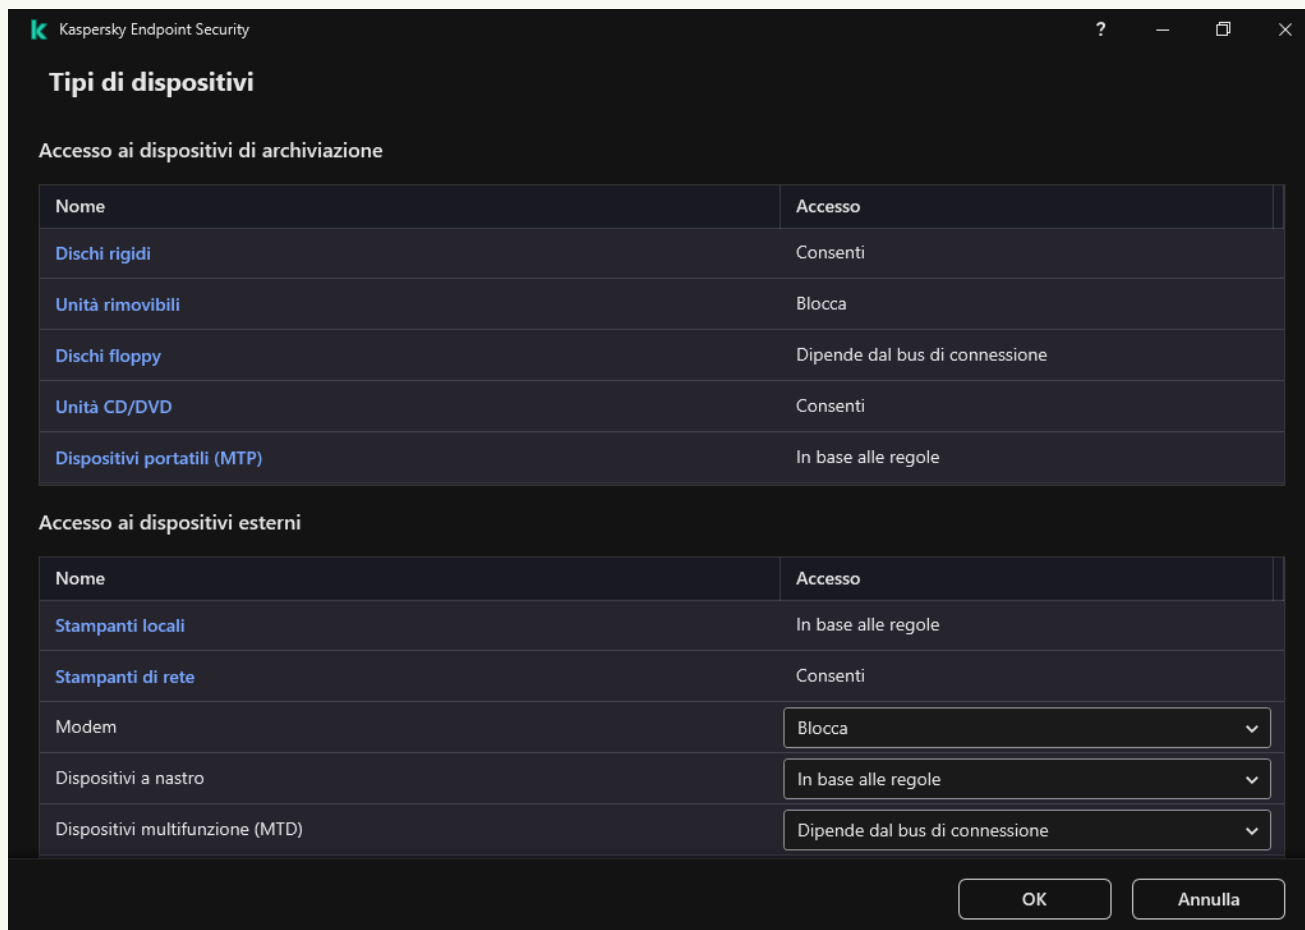 Kaspersky Endpoint Security ?
Tipi di dispositivi
Accesso ai dispositivi di archiviazione
Nome Accesso
Dischi rigidi Consenti
Unità rimovibili Blocca
Dischi floppy Dipende dal bus di connessione
Unità CD/DVD Consenti
Dispositivi portatili (MTP) In base alle regole
Accesso ai dispositivi esterni
Nome Accesso
Stampanti locali In base alle regole
Stampanti di rete Consenti
Modem Blocca
Dispositivi a nastro In base alle regole
Dispositivi multifunzione (MTD) Dipende dal bus di connessione
OK Annulla